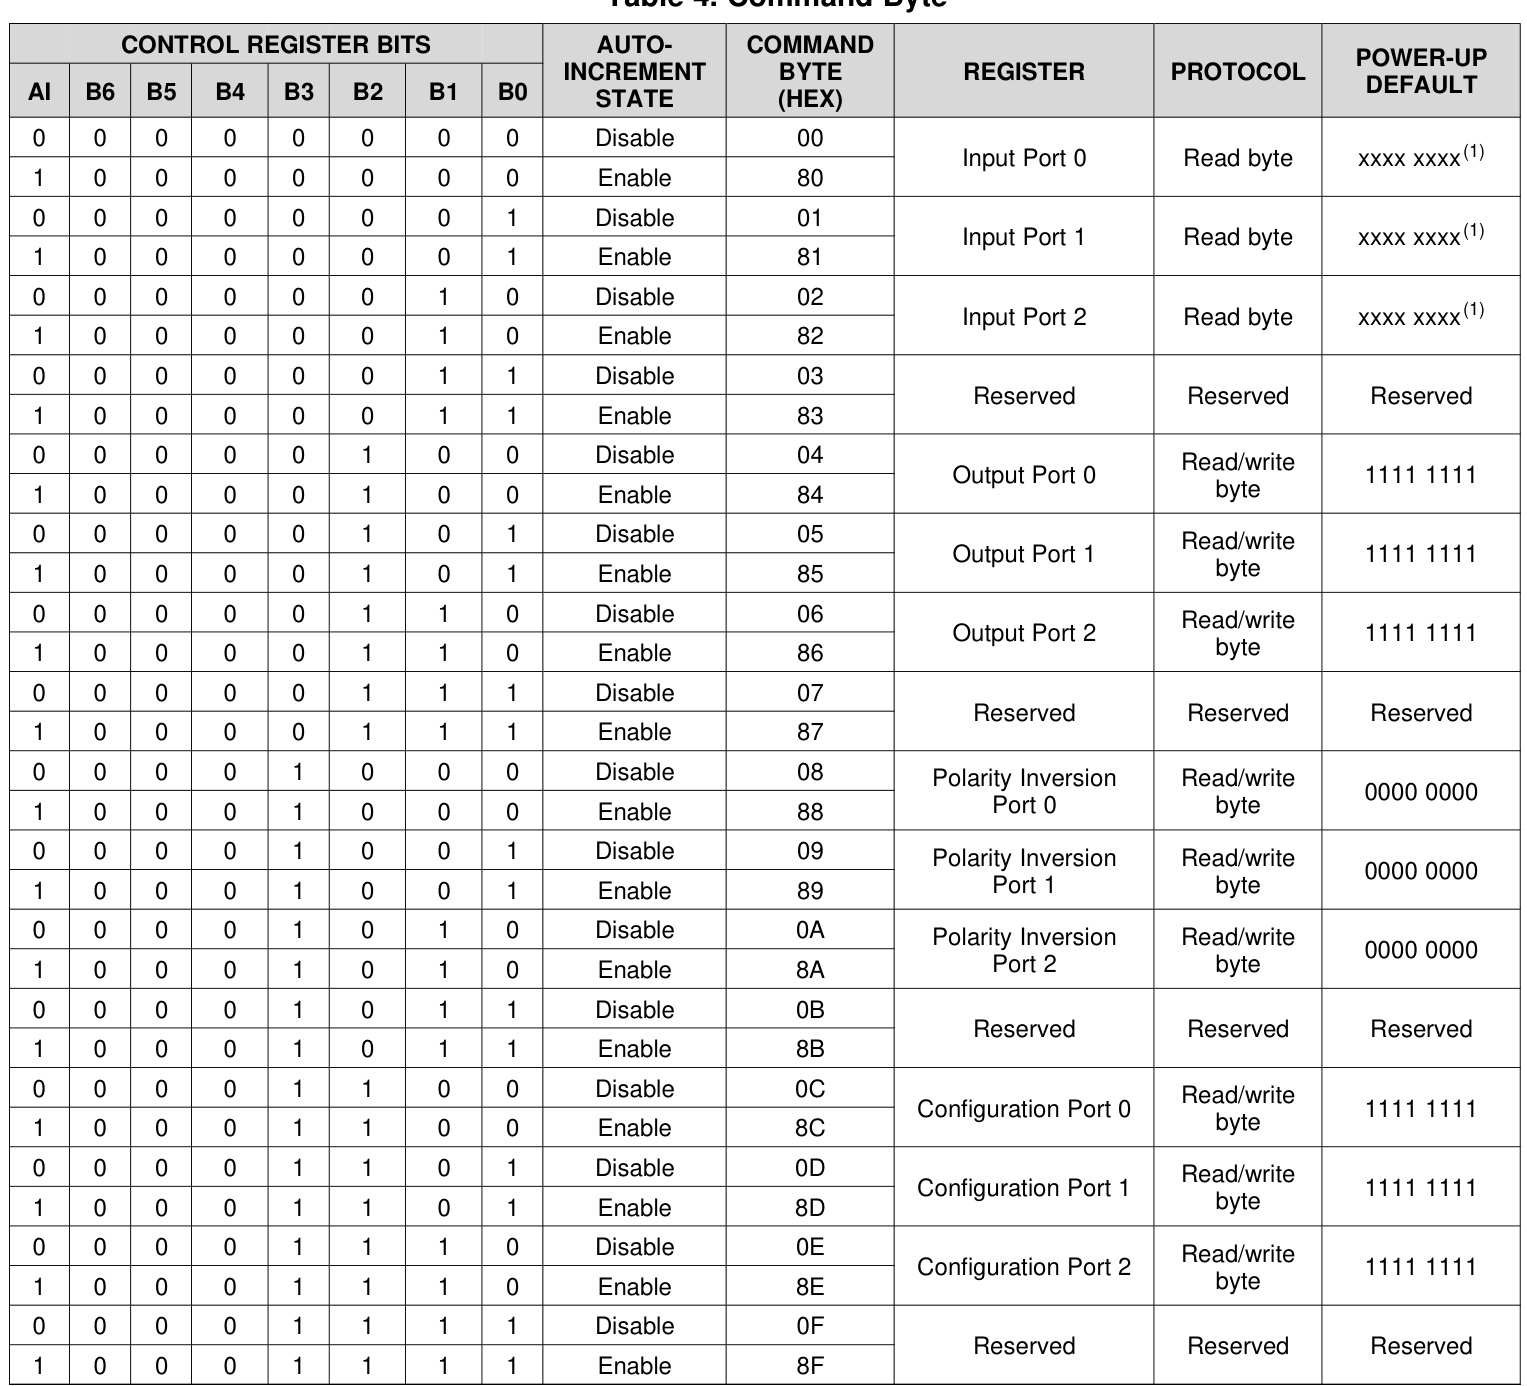 Table 4. Command Byte
CONTROL REGISTER BITS AUTO-INCREMENT STATE COMMAND BYTE (HEX) REGISTER PROTOCOL POWER-UP DEFAULT
AI B6 B5 B4 B3 B2 B1 B0
0 0 0 0 0 0 0 0 Disable 00 Input Port 0 Read byte xxxx xxxx(1)
1 0 0 0 0 0 0 0 Enable 80
0 0 0 0 0 0 0 1 Disable 01 Input Port 1 Read byte xxxx xxxx(1)
1 0 0 0 0 0 0 1 Enable 81
0 0 0 0 0 0 1 0 Disable 02 Input Port 2 Read byte xxxx xxxx(1)
1 0 0 0 0 0 1 0 Enable 82
0 0 0 0 0 0 1 1 Disable 03 Reserved Reserved Reserved
1 0 0 0 0 0 1 1 Enable 83
0 0 0 0 0 1 0 0 Disable 04 Output Port 0 Read/write byte 1111 1111
1 0 0 0 0 1 0 0 Enable 84
0 0 0 0 0 1 0 1 Disable 05 Output Port 1 Read/write byte 1111 1111
1 0 0 0 0 1 0 1 Enable 85
0 0 0 0 0 1 1 0 Disable 06 Output Port 2 Read/write byte 1111 1111
1 0 0 0 0 1 1 0 Enable 86
0 0 0 0 0 1 1 1 Disable 07 Reserved Reserved Reserved
1 0 0 0 0 1 1 1 Enable 87
0 0 0 0 1 0 0 0 Disable 08 Polarity Inversion Port 0 Read/write byte 0000 0000
1 0 0 0 1 0 0 0 Enable 88
0 0 0 0 1 0 0 1 Disable 09 Polarity Inversion Port 1 Read/write byte 0000 0000
1 0 0 0 1 0 0 1 Enable 89
0 0 0 0 1 0 1 0 Disable 0A Polarity Inversion Port 2 Read/write byte 0000 0000
1 0 0 0 1 0 1 0 Enable 8A
0 0 0 0 1 0 1 1 Disable 0B Reserved Reserved Reserved
1 0 0 0 1 0 1 1 Enable 8B
0 0 0 0 1 1 0 0 Disable 0C Configuration Port 0 Read/write byte 1111 1111
1 0 0 0 1 1 0 0 Enable 8C
0 0 0 0 1 1 0 1 Disable 0D Configuration Port 1 Read/write byte 1111 1111
1 0 0 0 1 1 0 1 Enable 8D
0 0 0 0 1 1 1 0 Disable 0E Configuration Port 2 Read/write byte 1111 1111
1 0 0 0 1 1 1 0 Enable 8E
0 0 0 0 1 1 1 1 Disable 0F Reserved Reserved Reserved
1 0 0 0 1 1 1 1 Enable 8F